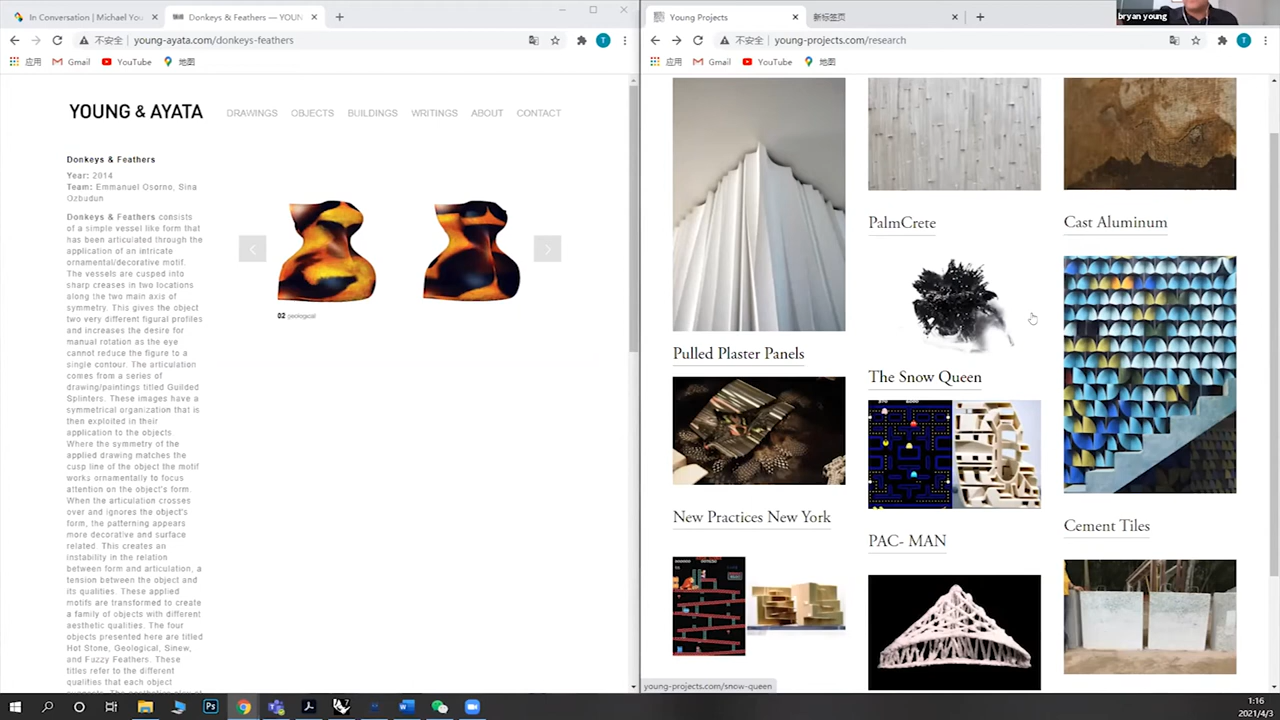 In Conversation | Michael You
Donkeys & Feathers — YOUN
不安全
young-ayata.com/donkeys-feathers
T
应用
Gmail
YouTube
地图
YOUNG & AYATA
DRAWINGS
OBJECTS
BUILDINGS
WRITINGS
ABOUT
CONTACT
Donkeys & Feathers
Year: 2014
Team: Emmanuel Osorno, Sina
Ozbudun
Donkeys & Feathers consists
of a simple vessel like form that
has been articulated through the
application of an intricate
ornamental/decorative motif.
The vessels are cusped into
sharp creases in two locations
along the two main axis of
symmetry. This gives the object
two very different figural profiles
and increases the desire for
manual rotation as the eye
cannot reduce the figure to a
single contour. The articulation
comes from a series of
drawing/paintings titled Guilded
Splinters. These images have a
symmetrical organization that is
then exploited in their
application to the objects.
Where the symmetry of the
applied drawing matches the
cusp line of the object the motif
works ornamentally to focus
attention on the object's form.
When the articulation crosses
over and ignores the object's
form, the patterning appears
more decorative and surface
related. This creates an
instability in the relation
between form and articulation, a
tension between the object and
its qualities. These applied
motifs are transformed to create
a family of objects with different
aesthetic qualities. The four
objects presented here are titled
Hot Stone, Geological, Sinew,
and Fuzzy Feathers. These
titles refer to the different
qualities that each object
02 geological
Young Projects
新标签页
bryan young
不安全
young-projects.com/research
T
应用
Gmail
YouTube
地图
Pulled Plaster Panels
New Practices New York
PalmCrete
The Snow Queen
PAC- MAN
Cast Aluminum
Cement Tiles
young-projects.com/snow-queen
Ps
1:16
2021/4/3